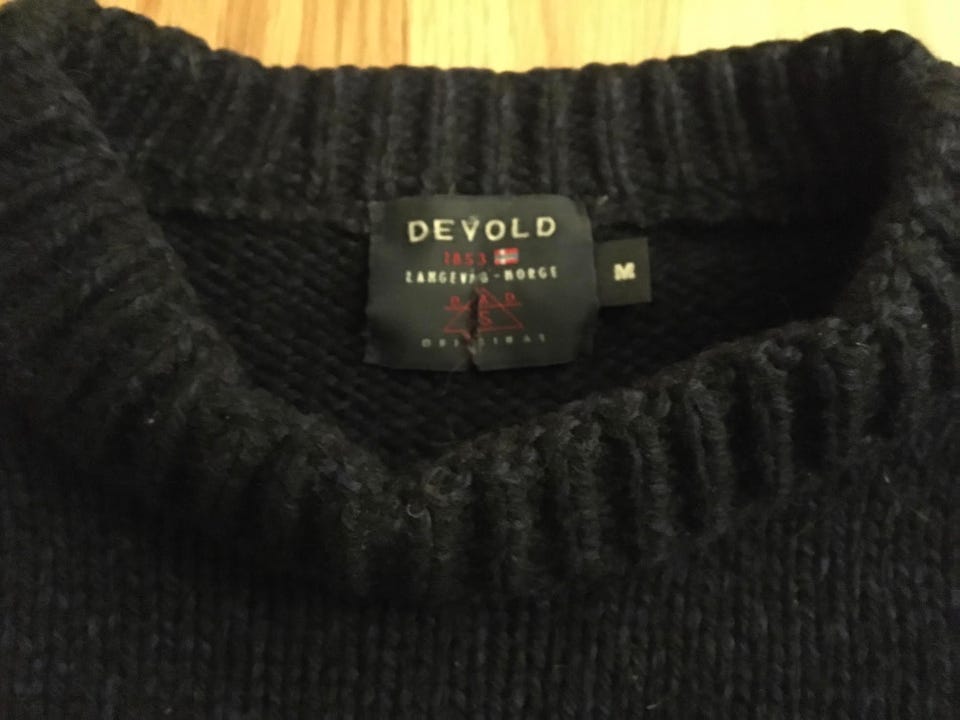 DEVOLD
1853
LANGEVÅG - NORGE
O A D
S
ORIGINAL
M